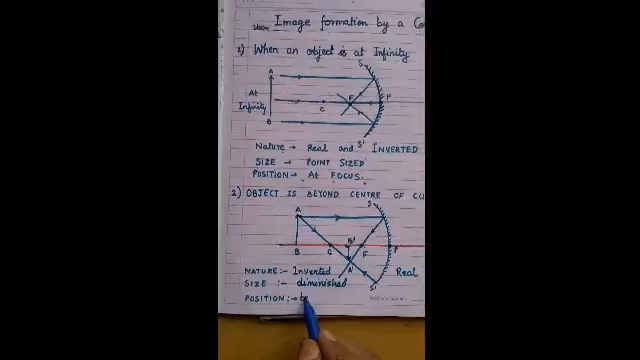 Image formation by a
1) When an object is at Infinity
S
A
At
Infinity
C
F
P
B
S'
Nature → Real and INVERTED
SIZE → POINT SIZED
POSITION → At FOCUS.
2) OBJECT IS BEYOND CENTRE OF
S
A
B C B' F P
A'
NATURE :- Inverted Real
SIZE :- diminished
S'
POSITION :→